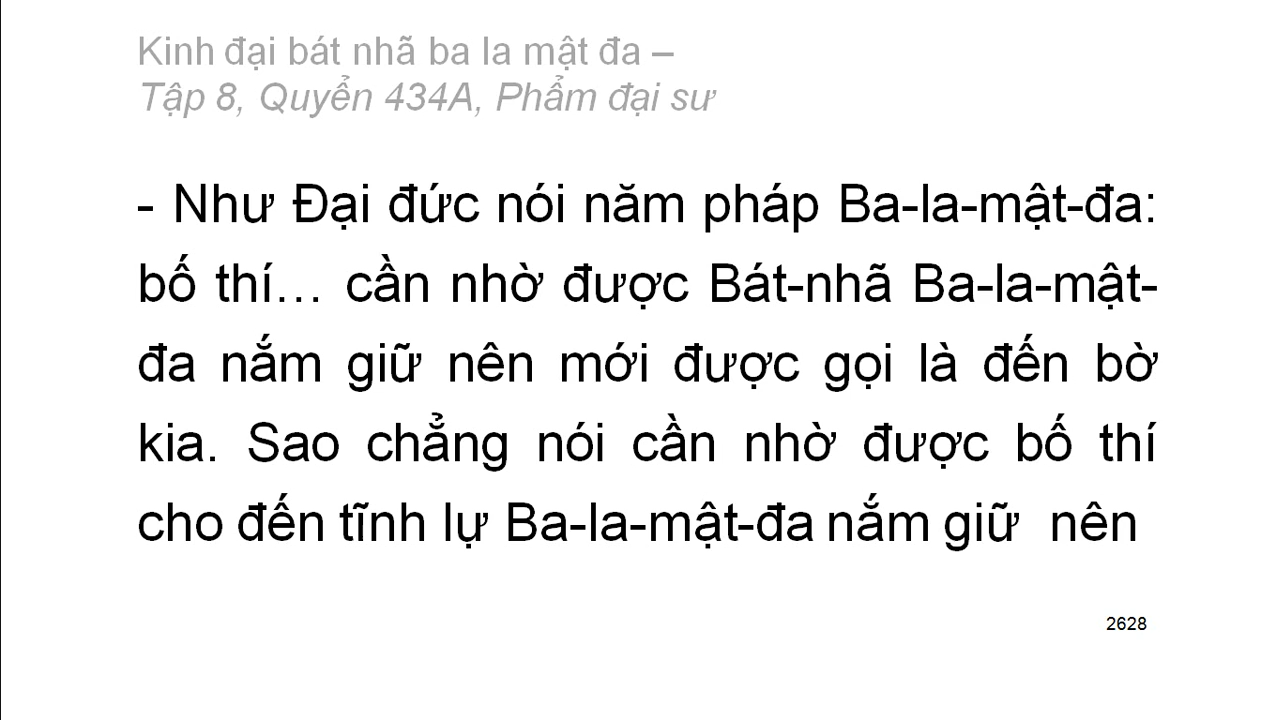 Kinh đại bát nhã ba la mật đa –
Tập 8, Quyển 434A, Phẩm đại sư
- Như Đại đức nói năm pháp Ba-la-mật-đa:
bố thí… cần nhờ được Bát-nhã Ba-la-mật-
đa nắm giữ nên mới được gọi là đến bờ
kia. Sao chẳng nói cần nhờ được bố thí
cho đến tĩnh lự Ba-la-mật-đa nắm giữ nên
2628